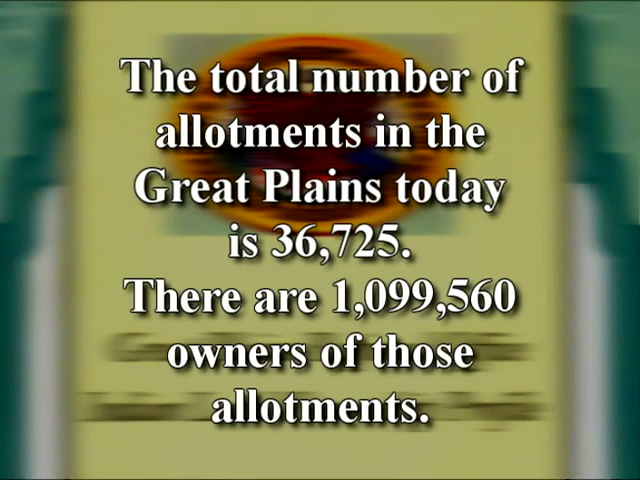 The total number of
allotments in the
Great Plains today
is 36,725.
There are 1,099,560
owners of those
allotments.